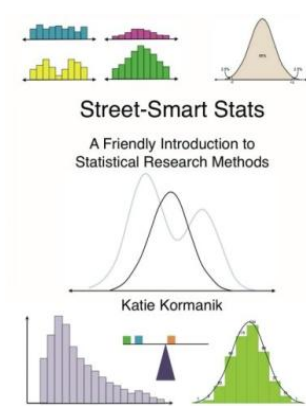 Street-Smart Stats
A Friendly Introduction to
Statistical Research Methods
Katie Kormanik